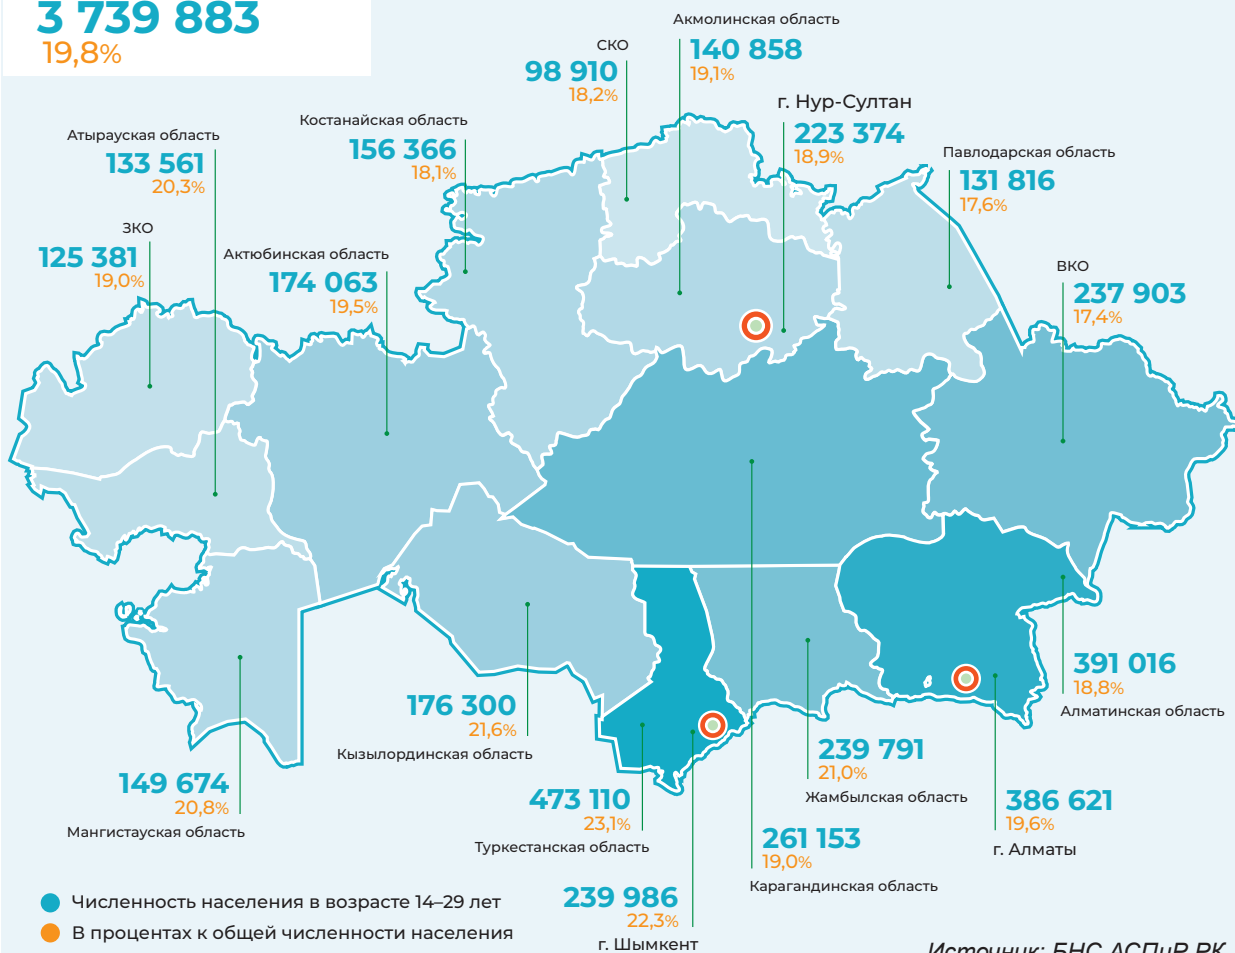 3 739 883
19,8%
Акмолинская область
140 858
19,1%
СКО
98 910
18,2%
г. Нур-Султан
223 374
18,9%
Костанайская область
156 366
18,1%
Атырауская область
133 561
20,3%
Павлодарская область
131 816
17,6%
ЗКО
125 381
19,0%
Актюбинская область
174 063
19,5%
ВКО
237 903
17,4%
391 016
18,8%
Алматинская область
176 300
21,6%
Кызылординская область
239 791
21,0%
Жамбылская область
149 674
20,8%
Мангистауская область
473 110
23,1%
Туркестанская область
386 621
19,6%
г. Алматы
261 153
19,0%
Карагандинская область
239 986
22,3%
г. Шымкент
Численность населения в возрасте 14–29 лет
В процентах к общей численности населения
Источник: БНС АСПиР РК